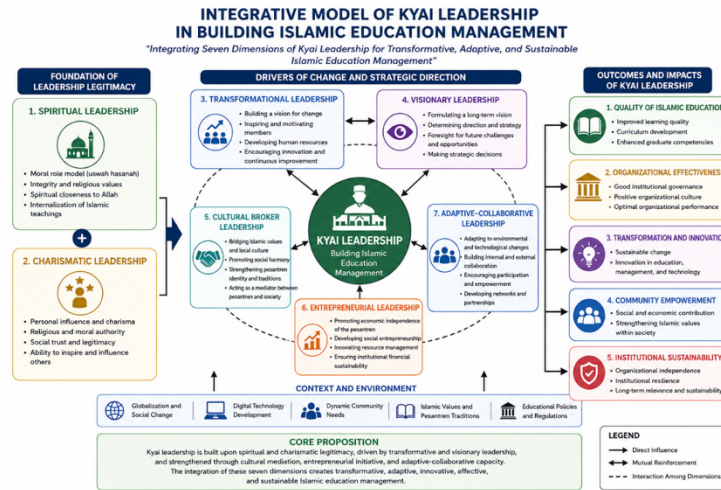 INTEGRATIVE MODEL OF KYAI LEADERSHIP
IN BUILDING ISLAMIC EDUCATION MANAGEMENT
"Integrating Seven Dimensions of Kyai Leadership for Transformative, Adaptive, and Sustainable
Islamic Education Management"
FOUNDATION OF
LEADERSHIP LEGITIMACY
1. SPIRITUAL LEADERSHIP
• Moral role model (uswah hasanah)
• Integrity and religious values
• Spiritual closeness to Allah
• Internalization of Islamic
teachings
+
2. CHARISMATIC LEADERSHIP
• Personal influence and charisma
• Religious and moral authority
• Social trust and legitimacy
• Ability to inspire and influence
others
DRIVERS OF CHANGE AND STRATEGIC DIRECTION
3. TRANSFORMATIONAL LEADERSHIP
• Building a vision for change
• Inspiring and motivating
members
• Developing human resources
• Encouraging innovation and
continuous improvement
4. VISIONARY LEADERSHIP
• Formulating a long-term vision
• Determining direction and strategy
• Foresight for future challenges
and opportunities
• Making strategic decisions
5. CULTURAL BROKER
LEADERSHIP
• Bridging Islamic values
and local culture
• Promoting social harmony
• Strengthening pesantren
identity and traditions
• Acting as a mediator between
pesantren and society
KYAI LEADERSHIP
Building Islamic
Education
Management
7. ADAPTIVE-COLLABORATIVE
LEADERSHIP
• Adapting to environmental
and technological changes
• Building internal and external
collaboration
• Encouraging participation
and empowerment
• Developing networks and
partnerships
6. ENTREPRENEURIAL LEADERSHIP
• Promoting economic independence
of the pesantren
• Developing social entrepreneurship
• Innovating resource management
• Ensuring institutional financial
sustainability
OUTCOMES AND IMPACTS
OF KYAI LEADERSHIP
1. QUALITY OF ISLAMIC EDUCATION
• Improved learning quality
• Curriculum development
• Enhanced graduate competencies
2. ORGANIZATIONAL EFFECTIVENES
• Good institutional governance
• Positive organizational culture
• Optimal organizational performance
3. TRANSFORMATION AND INNOVATIC
• Sustainable change
• Innovation in education,
management, and technology
4. COMMUNITY EMPOWERMENT
• Social and economic contribution
• Strengthening Islamic values
within society
5. INSTITUTIONAL SUSTAINABILITY
• Organizational independence
• Institutional resilience
• Long-term relevance and sustainability
CONTEXT AND ENVIRONMENT
Globalization and
Social Change
Digital Technology
Development
Dynamic Community
Needs
Islamic Values and
Pesantren Traditions
Educational Policies
and Regulations
CORE PROPOSITION
Kyai leadership is built upon spiritual and charismatic legitimacy, driven by transformative and visionary leadership,
and strengthened through cultural mediation, entrepreneurial initiative, and adaptive-collaborative capacity.
The integration of these seven dimensions creates transformative, adaptive, innovative, effective,
and sustainable Islamic education management.
LEGEND
Direct Influence
Mutual Reinforcement
Interaction Among Dimensions